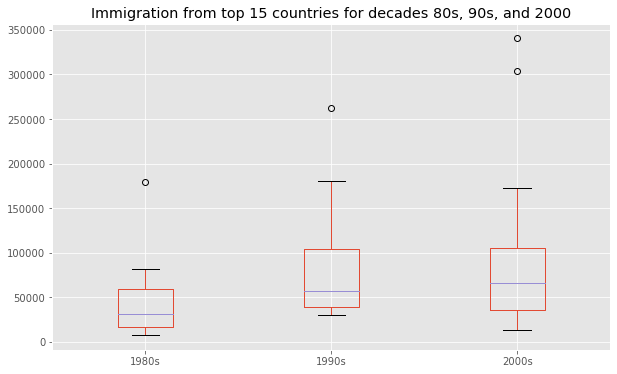 Immigration from top 15 countries for decades 80s, 90s, and 2000
350000
300000
250000
200000
150000
100000
50000
0
1980s
1990s
2000s